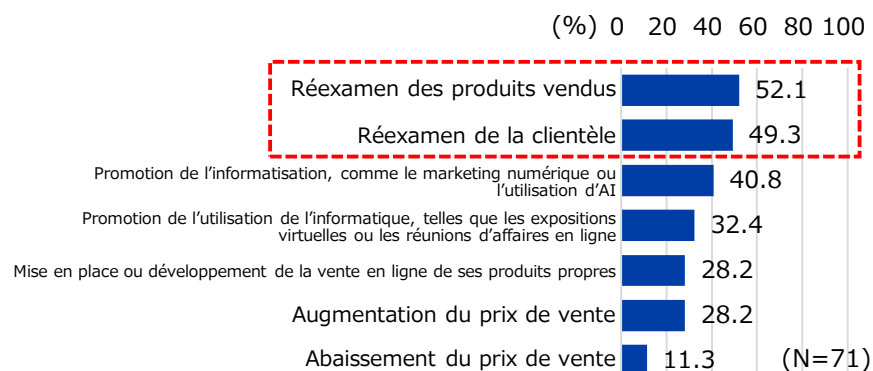 (%) 0 20 40 60 80 100
Réexamen des produits vendus 52.1
Réexamen de la clientèle 49.3
Promotion de l'informatisation, comme le marketing numérique ou
l'utilisation d'AI 40.8
Promotion de l'utilisation de l'informatique, telles que les expositions
virtuelles ou les réunions d'affaires en ligne 32.4
Mise en place ou développement de la vente en ligne de ses produits propres 28.2
Augmentation du prix de vente 28.2
Abaissement du prix de vente 11.3 (N=71)